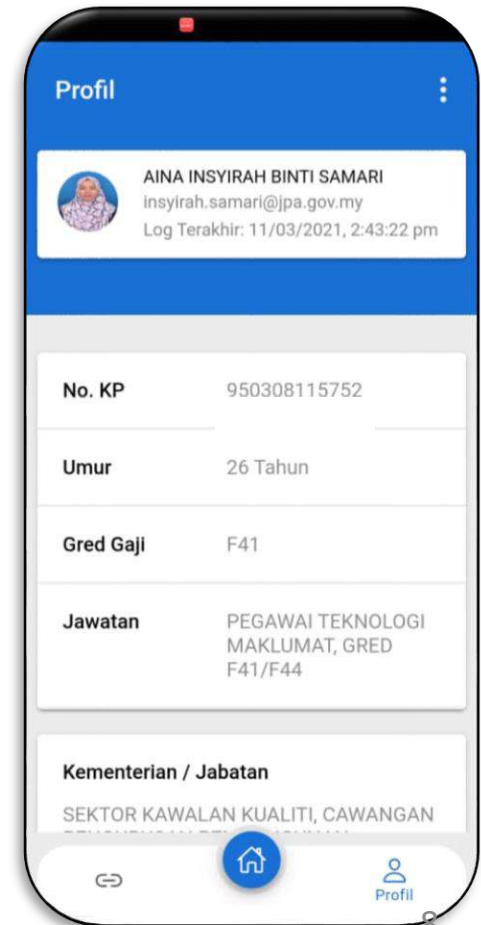 Profil
AINA INSYIRAH BINTI SAMARI
insyirah.samari@jpa.gov.my
Log Terakhir: 11/03/2021, 2:43:22 pm
No. KP 950308115752
Umur 26 Tahun
Gred Gaji F41
Jawatan PEGAWAI TEKNOLOGI
MAKLUMAT, GRED
F41/F44
Kementerian / Jabatan
SEKTOR KAWALAN KUALITI, CAWANGAN
Profil